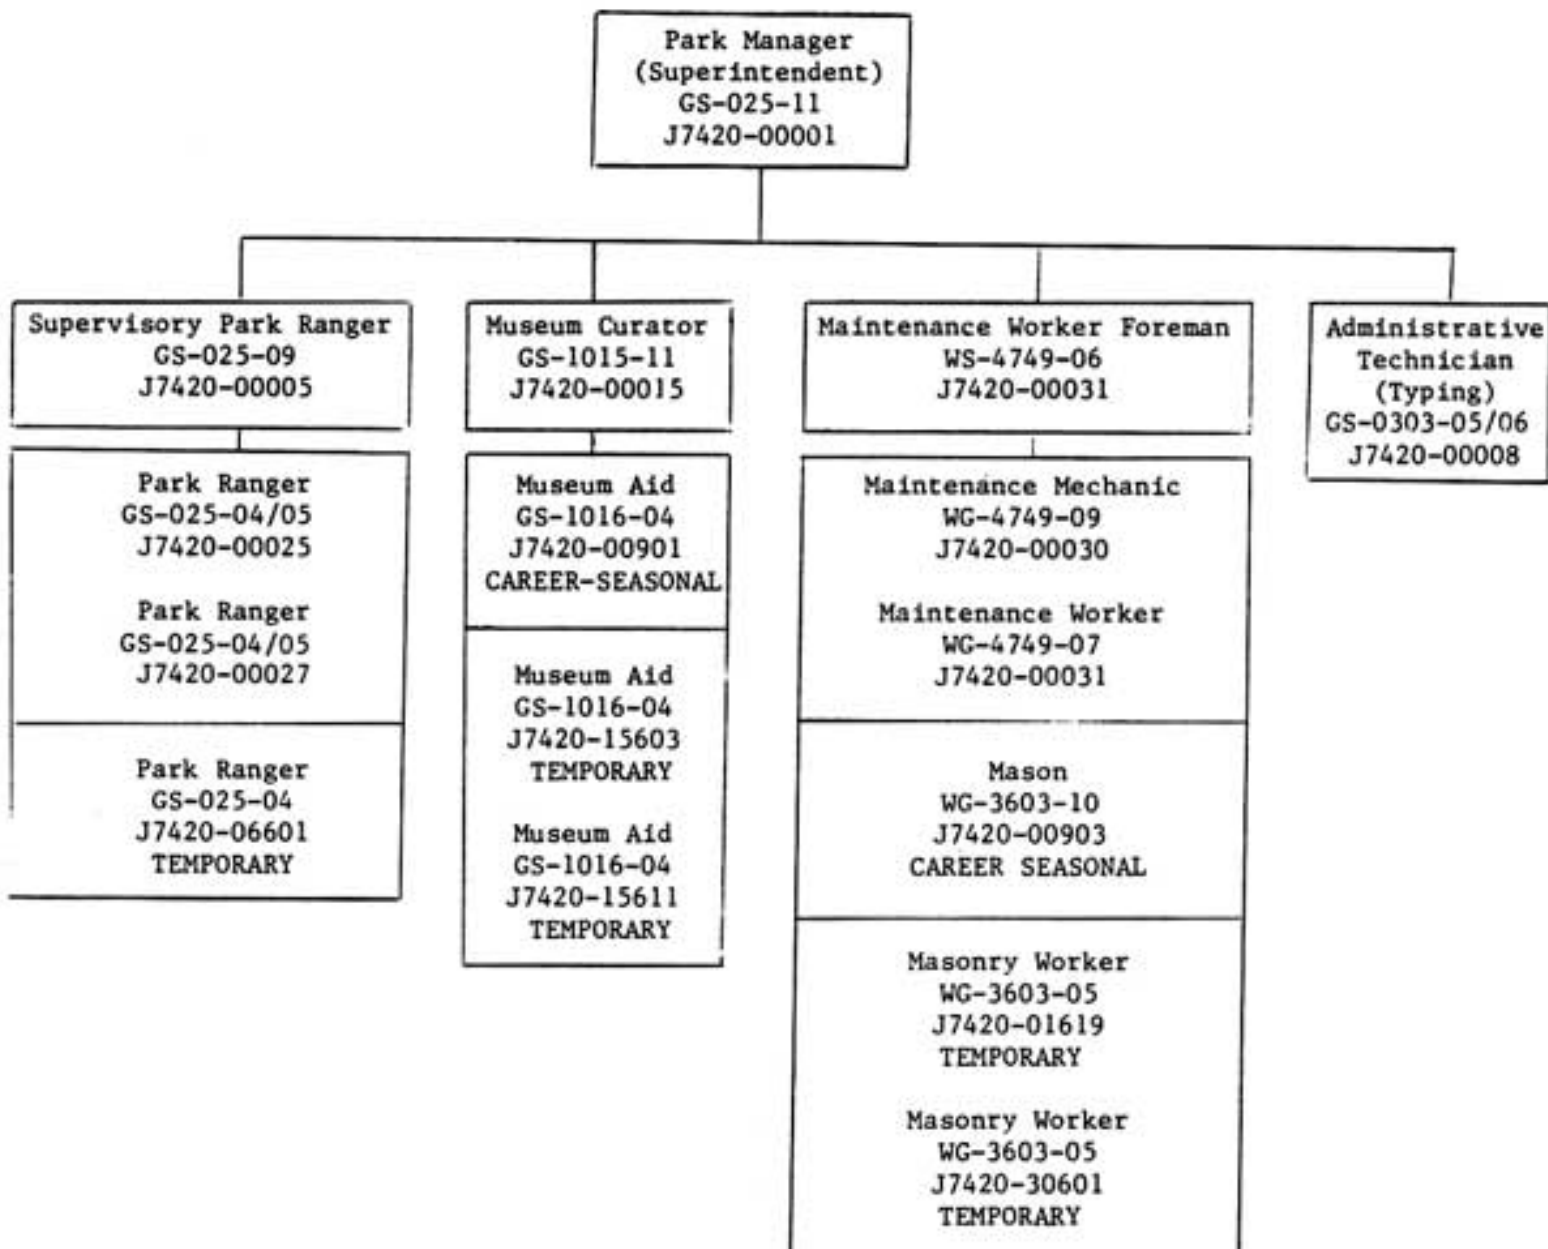 Park Manager
(Superintendent)
GS-025-11
J7420-00001
Supervisory Park Ranger
GS-025-09
J7420-00005
Park Ranger
GS-025-04/05
J7420-00025
Park Ranger
GS-025-04/05
J7420-00027
Park Ranger
GS-025-04
J7420-06601
TEMPORARY
Museum Curator
GS-1015-11
J7420-00015
Museum Aid
GS-1016-04
J7420-00901
CAREER-SEASONAL
Museum Aid
GS-1016-04
J7420-15603
TEMPORARY
Museum Aid
GS-1016-04
J7420-15611
TEMPORARY
Maintenance Worker Foreman
WS-4749-06
J7420-00031
Maintenance Mechanic
WG-4749-09
J7420-00030
Maintenance Worker
WG-4749-07
J7420-00031
Mason
WG-3603-10
J7420-00903
CAREER SEASONAL
Masonry Worker
WG-3603-05
J7420-01619
TEMPORARY
Masonry Worker
WG-3603-05
J7420-30601
TEMPORARY
Administrative
Technician
(Typing)
GS-0303-05/06
J7420-00008